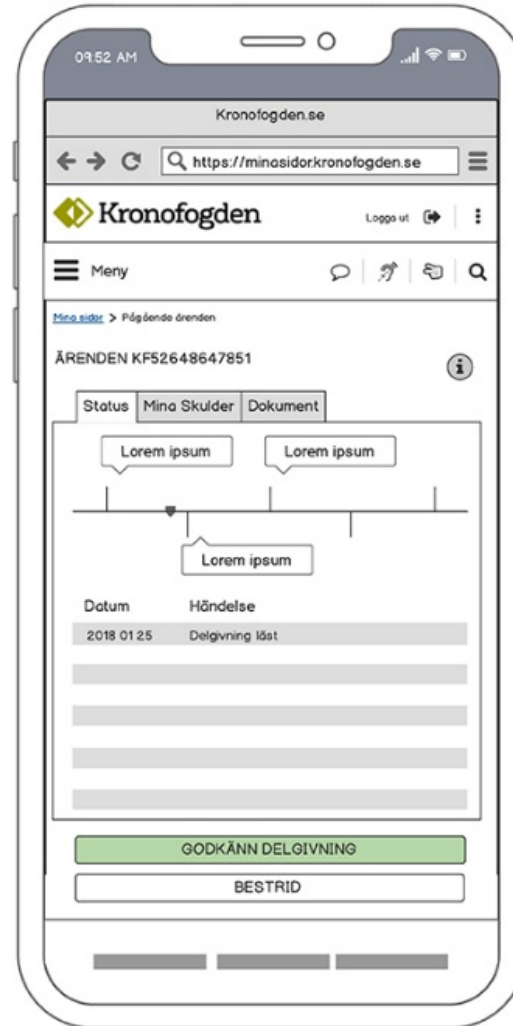 09:52 AM
Kronofogden.se
https://minasidor.kronofogden.se
Kronofogden
Logga ut
Meny
Mina sidor > Pågående ärenden
ÄRENDEN KF52648647851
Status Mina Skulder Dokument
Lorem ipsum Lorem ipsum
Lorem ipsum
Datum Händelse
2018 01 25 Delgivning läst
GODKÄNN DELGIVNING
BESTRID